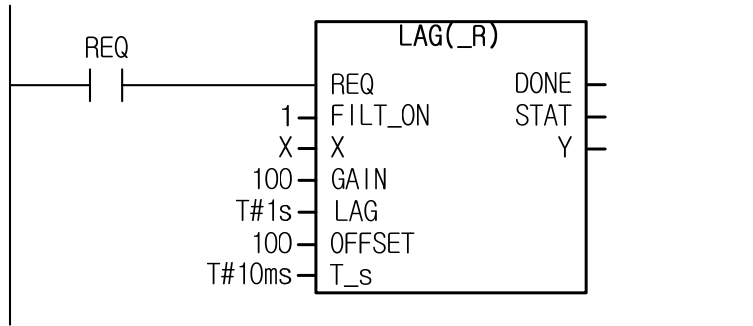 LAG(_R)
REQ
REQ DONE
1 FILT_ON STAT
X X Y
100 GAIN
T#1s LAG
100 OFFSET
T#10ms T_s